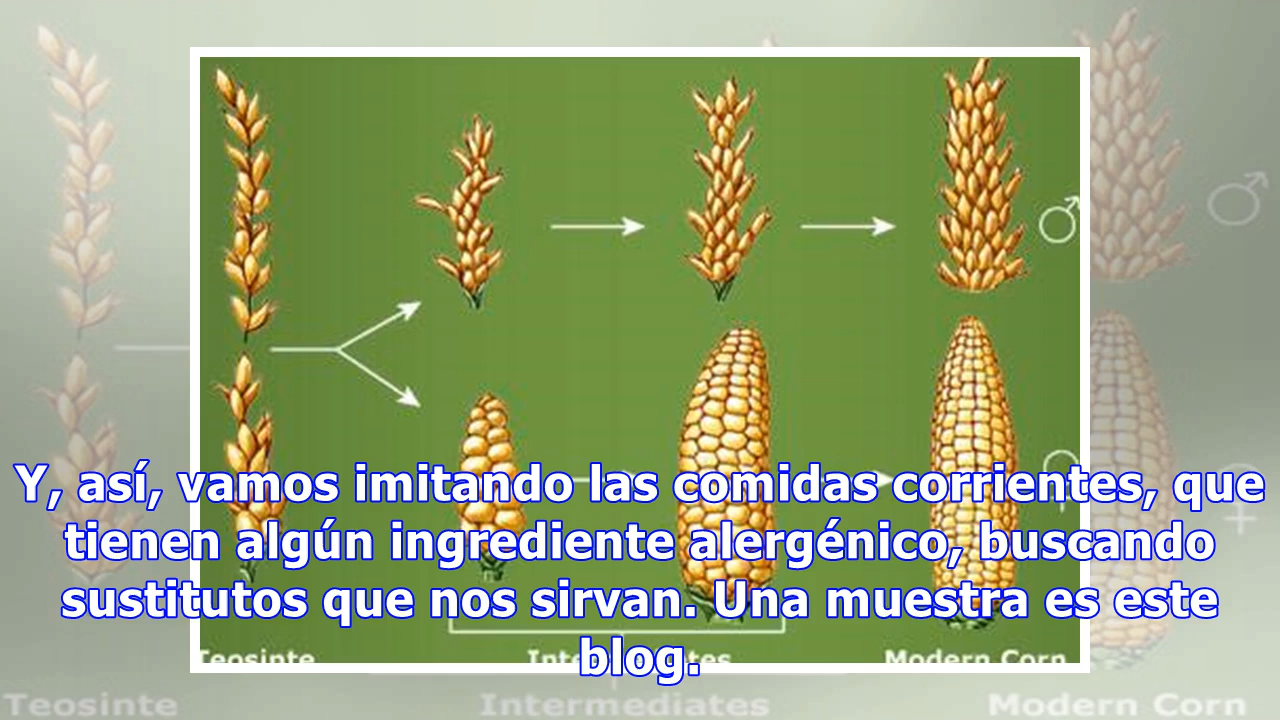 Y, así, vamos imitando las comidas corrientes, que
tienen algún ingrediente alergénico, buscando
sustitutos que nos sirvan. Una muestra es este
blog.
Teosinte Intermediates Modern Corn
Teosinte Intermediates Modern Corn